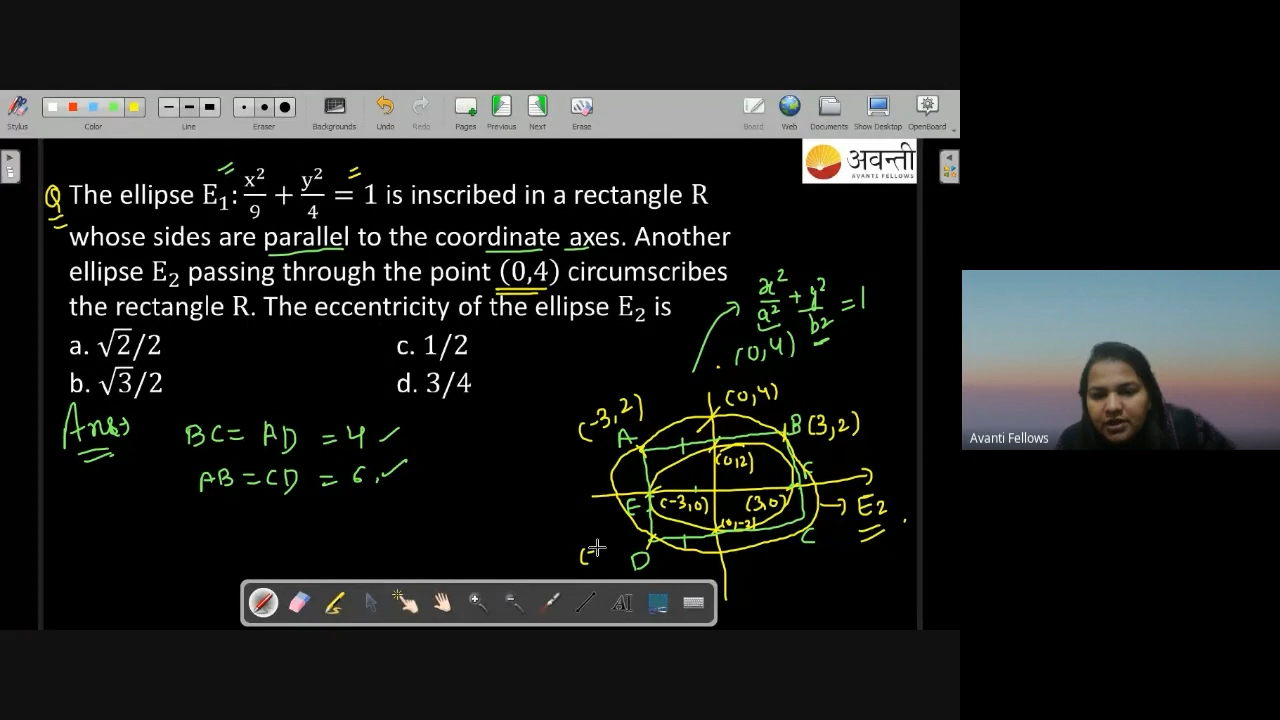 Stylus
Color
Line
Eraser
Backgrounds
Undo
Redo
Pages
Previous
Next
Erase
Board
Web
Documents
Show Desktop
OpenBoard
अवन्ती
AVANTI FELLOWS
Q The ellipse E₁: x²/9 + y²/4 = 1 is inscribed in a rectangle R
whose sides are parallel to the coordinate axes. Another
ellipse E₂ passing through the point (0,4) circumscribes
the rectangle R. The eccentricity of the ellipse E₂ is
a. √2/2
c. 1/2
b. √3/2
d. 3/4
x²/a² + y²/b² = 1
(0,4)
Ans
BC = AD = 4 ✓
AB = CD = 6 ✓
(0,4)
(-3,2)
A
B (3,2)
(0,2)
E
(-3,0)
(3,0)
E₂
(0,-2)
D
C
(-
AI
Avanti Fellows